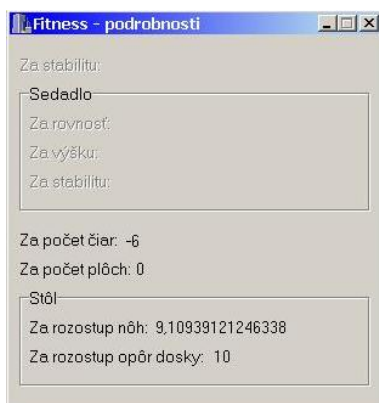 Fitness - podrobnosti
Za stabilitu:
Sedadlo
Za rovnosť:
Za výšku:
Za stabilitu:
Za počet čiar: -6
Za počet plôch: 0
Stôl
Za rozostup nôh: 9,10939121246338
Za rozostup opôr dosky: 10